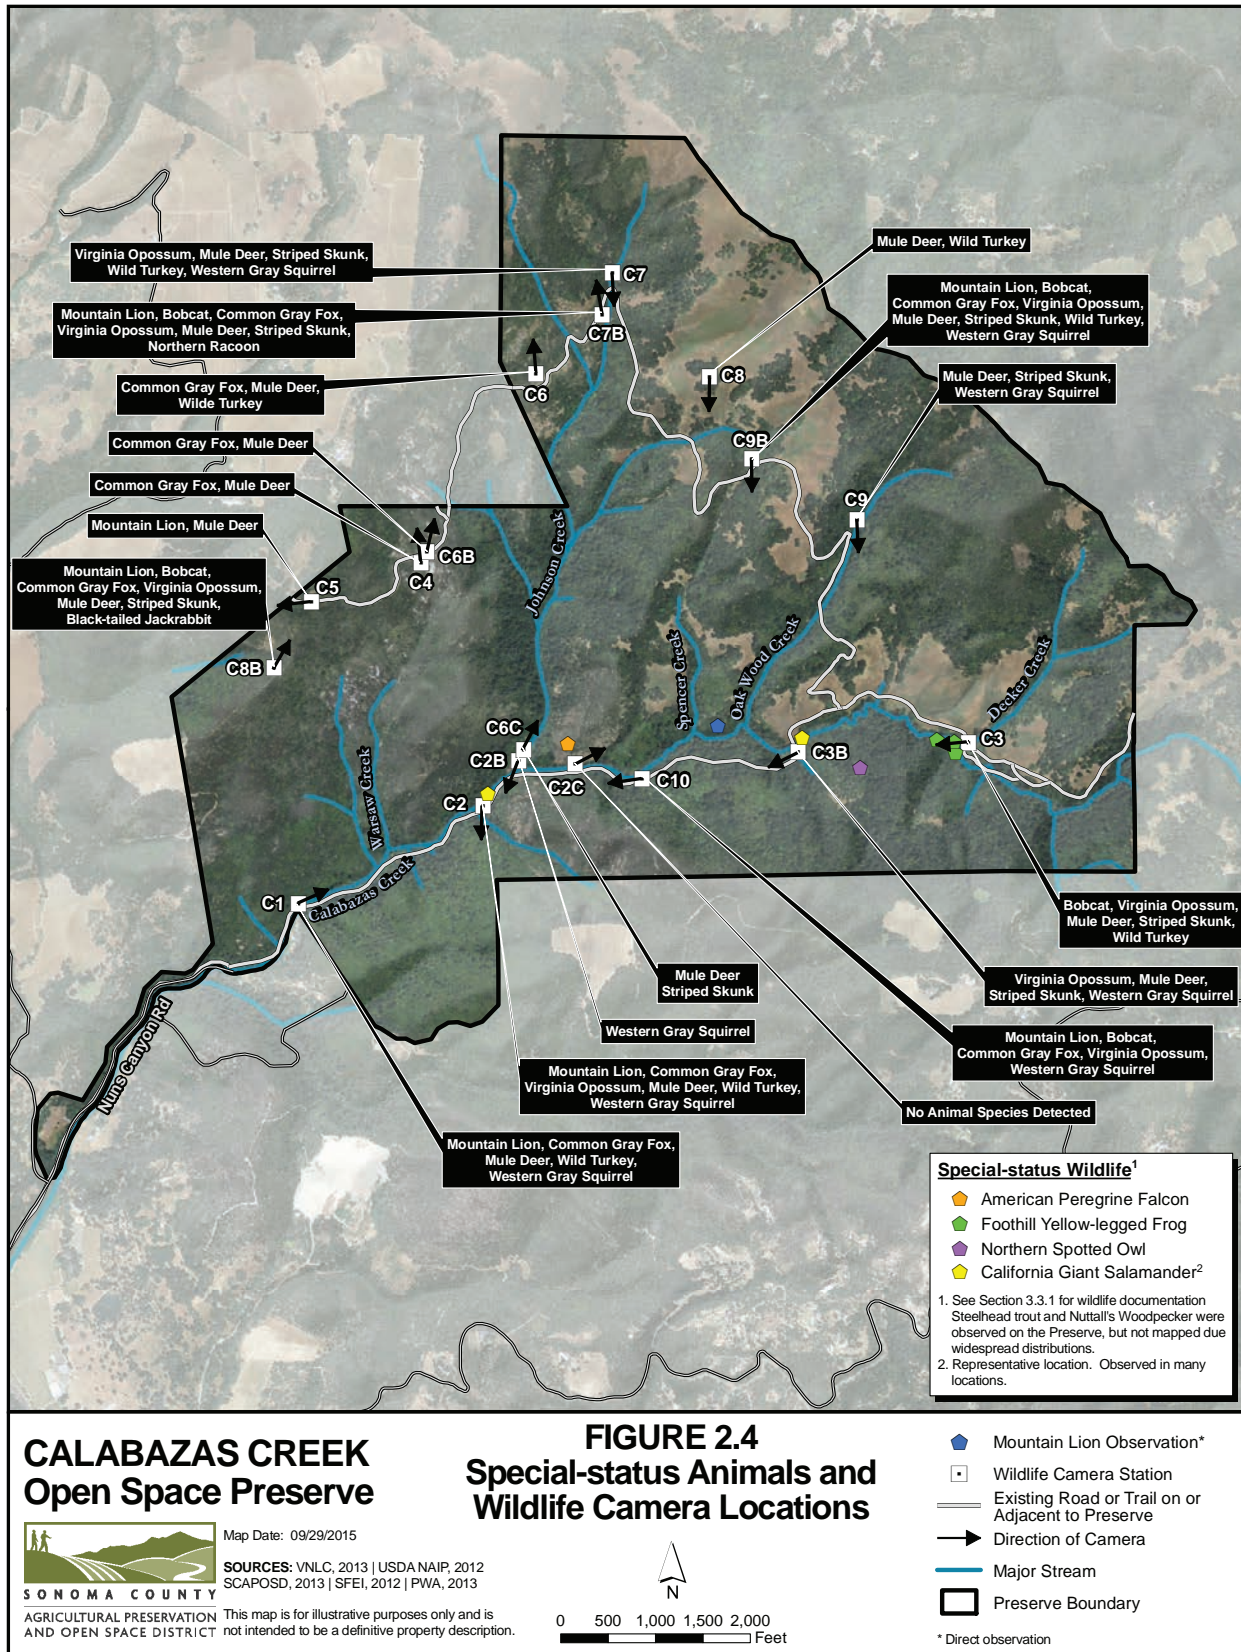 Virginia Opossum, Mule Deer, Striped Skunk,
Wild Turkey, Western Gray Squirrel
Mountain Lion, Bobcat, Common Gray Fox,
Virginia Opossum, Mule Deer, Striped Skunk,
Northern Racoon
Common Gray Fox, Mule Deer,
Wilde Turkey
Common Gray Fox, Mule Deer
Common Gray Fox, Mule Deer
Mountain Lion, Mule Deer
Mountain Lion, Bobcat,
Common Gray Fox, Virginia Opossum,
Mule Deer, Striped Skunk,
Black-tailed Jackrabbit
Mule Deer, Wild Turkey
Mountain Lion, Bobcat,
Common Gray Fox, Virginia Opossum,
Mule Deer, Striped Skunk, Wild Turkey,
Western Gray Squirrel
Mule Deer, Striped Skunk,
Western Gray Squirrel
C7
C7B
C6
C8
C9B
C9
C6B
C4
C5
C8B
Johnson Creek
Spencer Creek
Oak Wood Creek
Decker Creek
Warsaw Creek
Calabazas Creek
C6C
C2B
C2C
C2
C10
C3B
C3
C1
Nuns Canyon Rd
Bobcat, Virginia Opossum,
Mule Deer, Striped Skunk,
Wild Turkey
Virginia Opossum, Mule Deer,
Striped Skunk, Western Gray Squirrel
Mule Deer
Striped Skunk
Western Gray Squirrel
Mountain Lion, Bobcat,
Common Gray Fox, Virginia Opossum,
Western Gray Squirrel
Mountain Lion, Common Gray Fox,
Virginia Opossum, Mule Deer, Wild Turkey,
Western Gray Squirrel
No Animal Species Detected
Mountain Lion, Common Gray Fox,
Mule Deer, Wild Turkey,
Western Gray Squirrel
Special-status Wildlife1
American Peregrine Falcon
Foothill Yellow-legged Frog
Northern Spotted Owl
California Giant Salamander2
1. See Section 3.3.1 for wildlife documentation
Steelhead trout and Nuttall's Woodpecker were
observed on the Preserve, but not mapped due
widespread distributions.
2. Representative location. Observed in many
locations.
CALABAZAS CREEK
Open Space Preserve
SONOMA COUNTY
AGRICULTURAL PRESERVATION
AND OPEN SPACE DISTRICT
Map Date: 09/29/2015
SOURCES: VNLC, 2013 | USDA NAIP, 2012
SCAPOSD, 2013 | SFEI, 2012 | PWA, 2013
This map is for illustrative purposes only and is
not intended to be a definitive property description.
FIGURE 2.4
Special-status Animals and
Wildlife Camera Locations
N
0 500 1,000 1,500 2,000
Feet
Mountain Lion Observation*
Wildlife Camera Station
Existing Road or Trail on or
Adjacent to Preserve
Direction of Camera
Major Stream
Preserve Boundary
* Direct observation